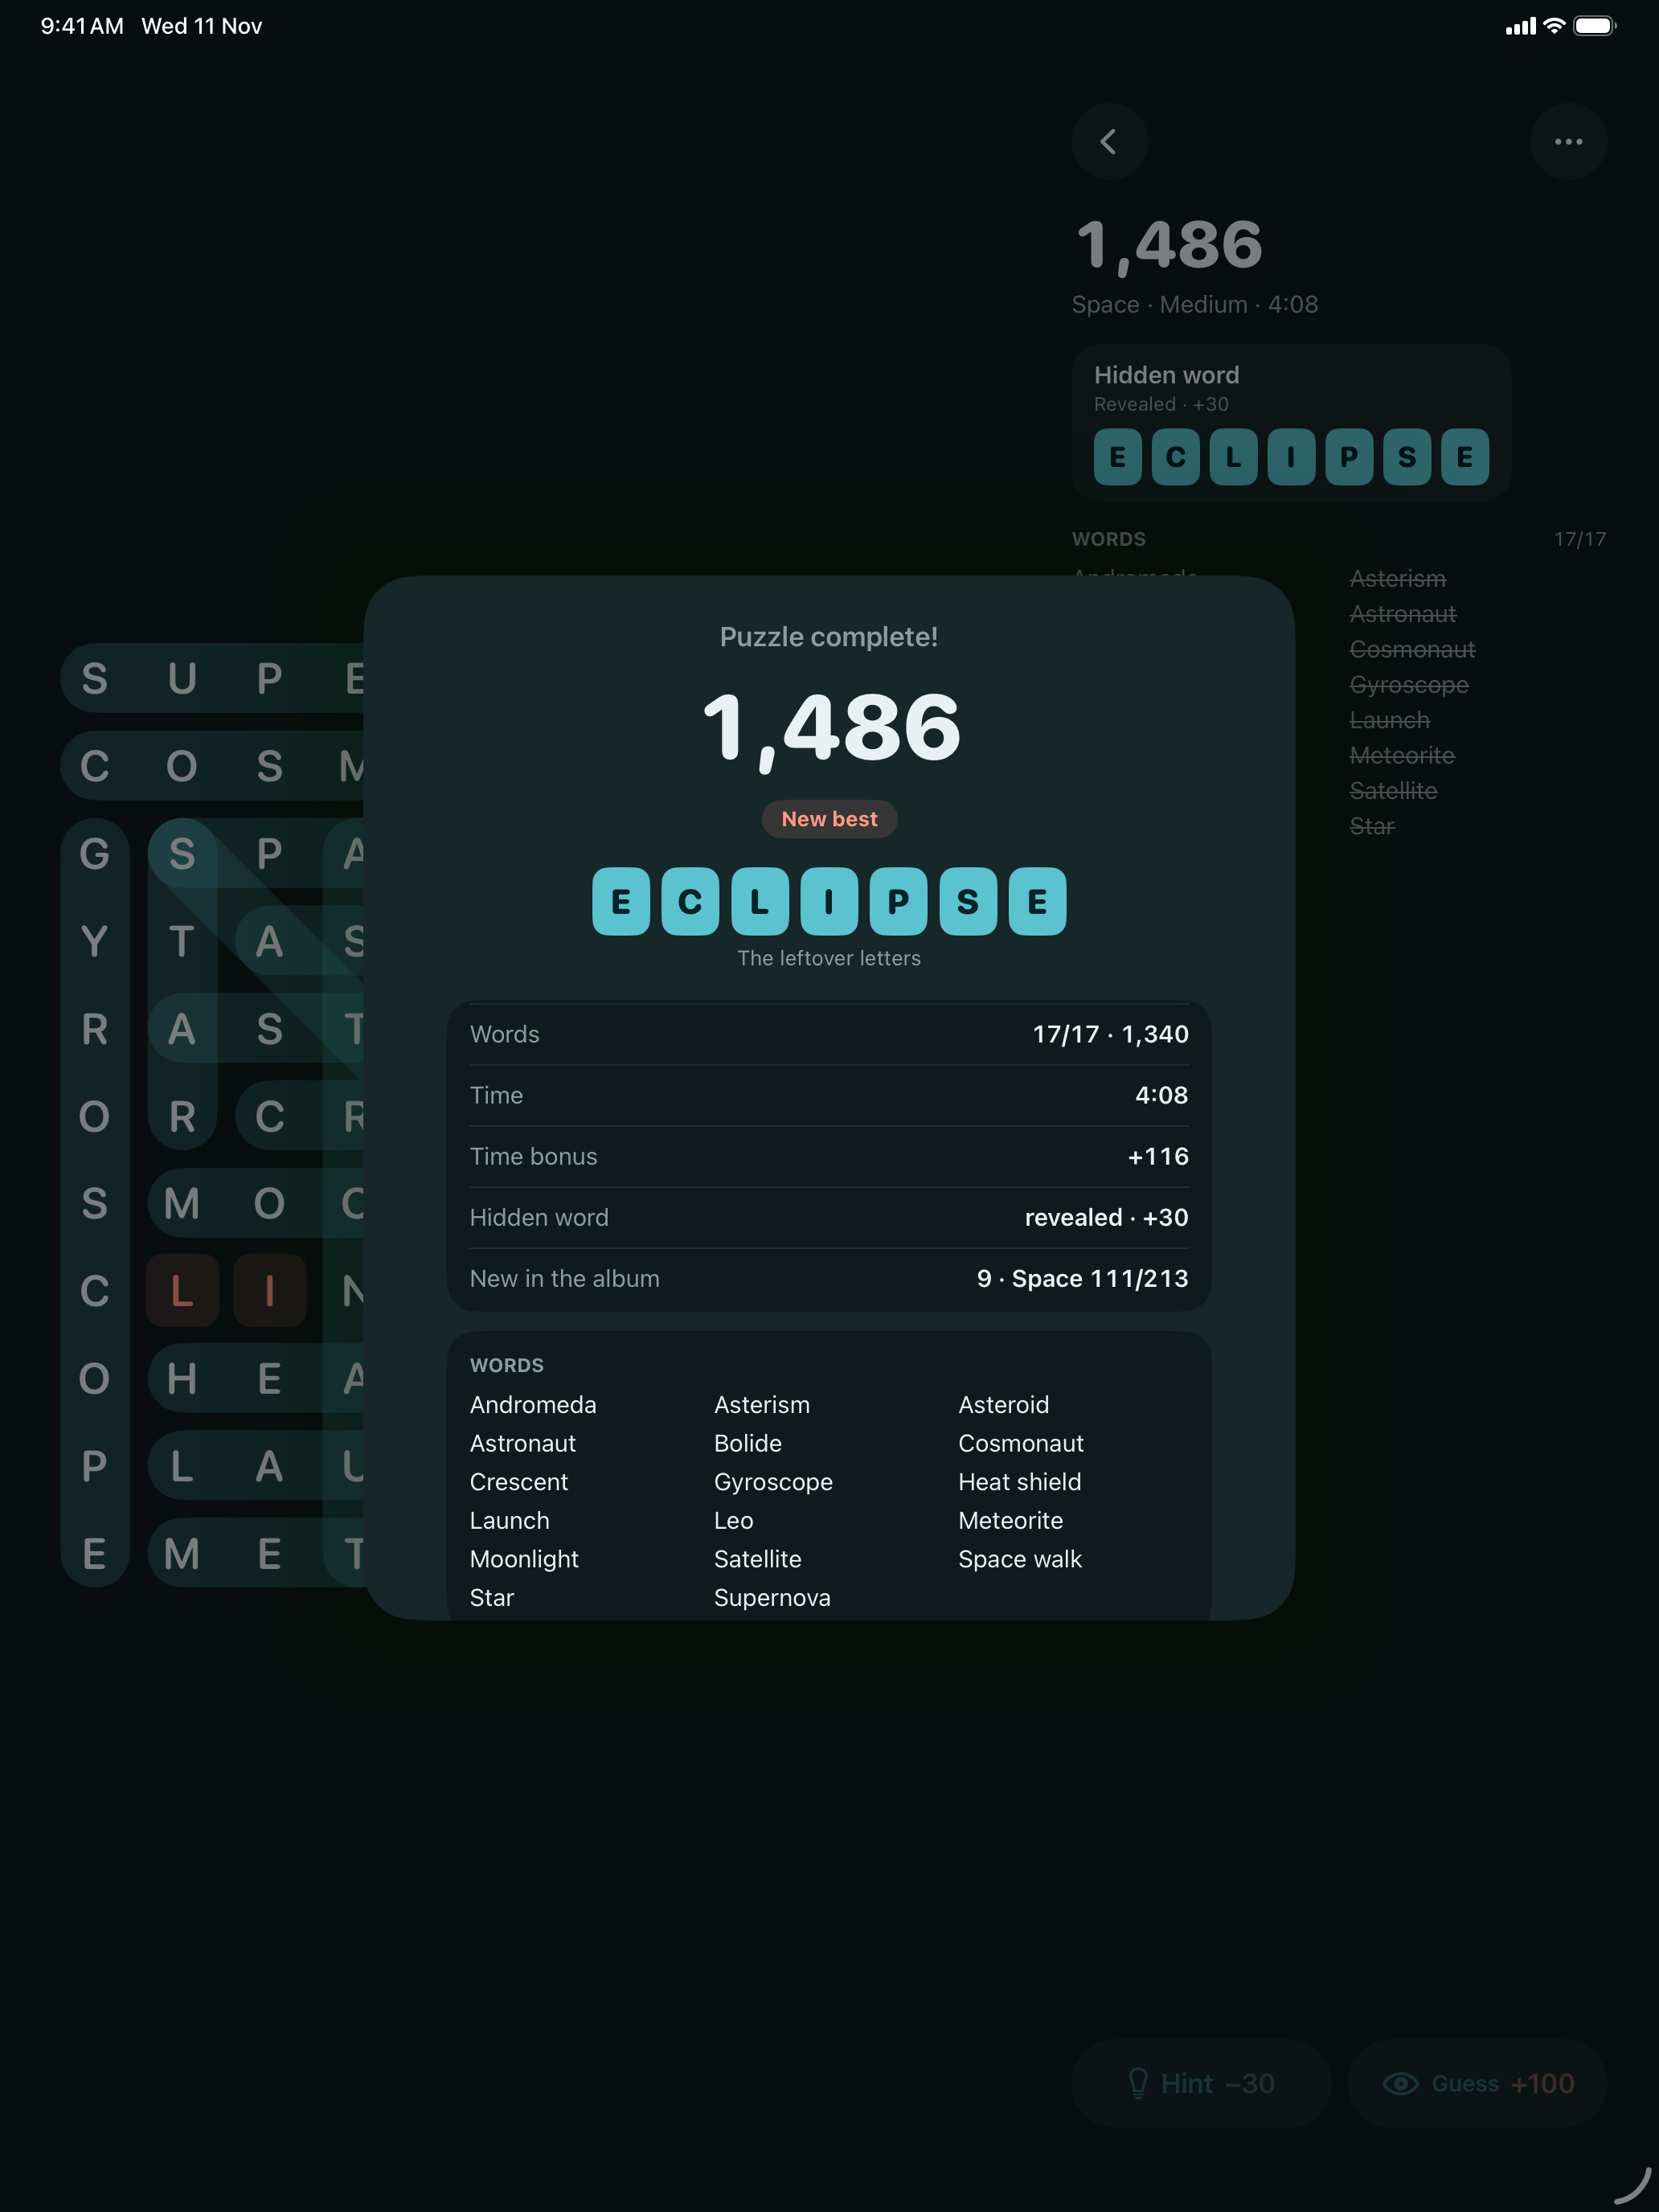 9:41 AM Wed 11 Nov
1,486
Space · Medium · 4:08
Hidden word
Revealed · +30
E C L I P S E
WORDS 17/17
Asterism
Astronaut
Cosmonaut
Gyroscope
Launch
Meteorite
Satellite
Star
S U P E
C O S M
G S P A
Y T A S
R A S T
O R C R
S M O
C L I N
O H E A
P L A U
E M E T
Puzzle complete!
1,486
New best
E C L I P S E
The leftover letters
Words 17/17 · 1,340
Time 4:08
Time bonus +116
Hidden word revealed · +30
New in the album 9 · Space 111/213
WORDS
Andromeda Asterism Asteroid
Astronaut Bolide Cosmonaut
Crescent Gyroscope Heat shield
Launch Leo Meteorite
Moonlight Satellite Space walk
Star Supernova
Hint −30
Guess +100